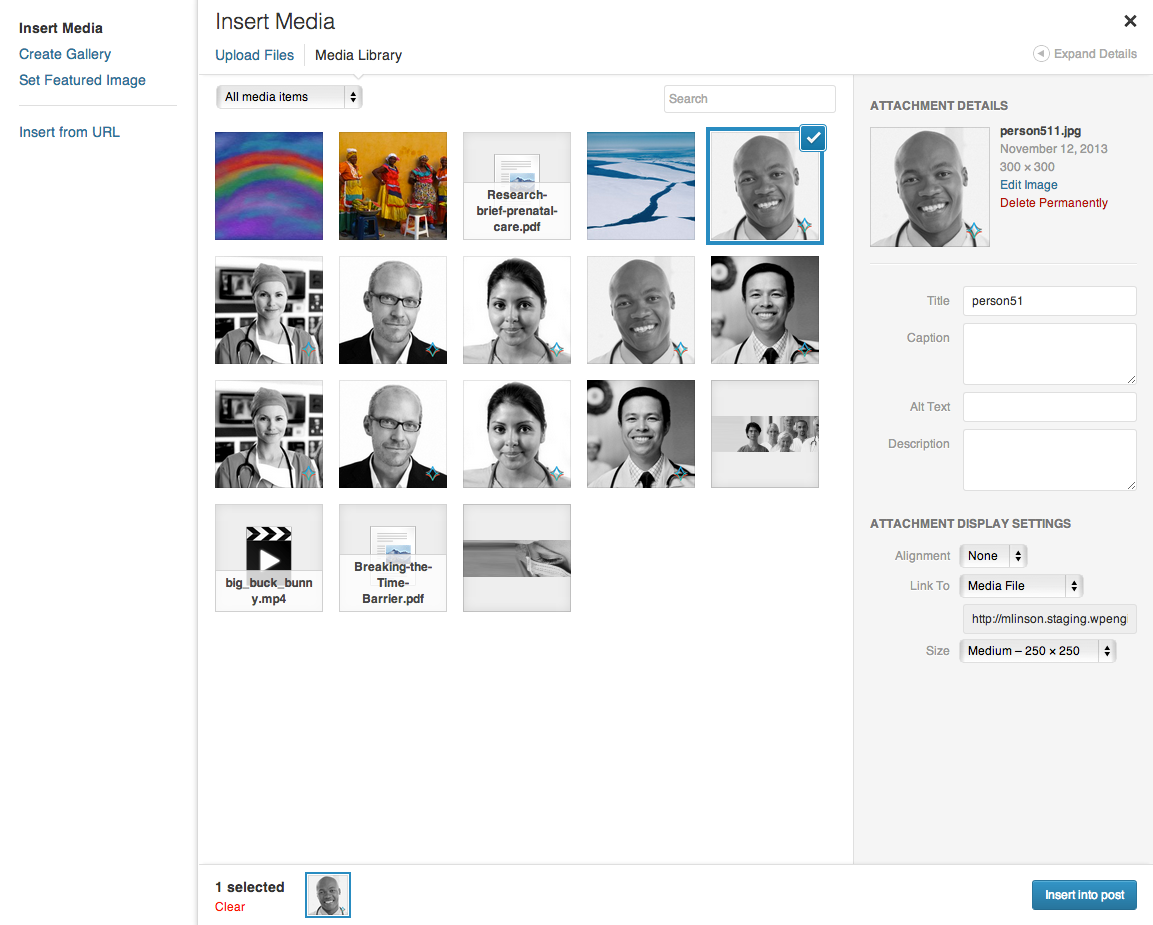 Insert Media
Create Gallery
Set Featured Image
Insert from URL
Insert Media
Upload Files
Media Library
Expand Details
All media items
Search
Research-
brief-prenatal-
care.pdf
big_buck_bunn
y.mp4
Breaking-the-
Time-
Barrier.pdf
ATTACHMENT DETAILS
person511.jpg
November 12, 2013
300 × 300
Edit Image
Delete Permanently
Title
person51
Caption
Alt Text
Description
ATTACHMENT DISPLAY SETTINGS
Alignment
None
Link To
Media File
http://mlinson.staging.wpeng
Size
Medium – 250 × 250
1 selected
Clear
Insert into post